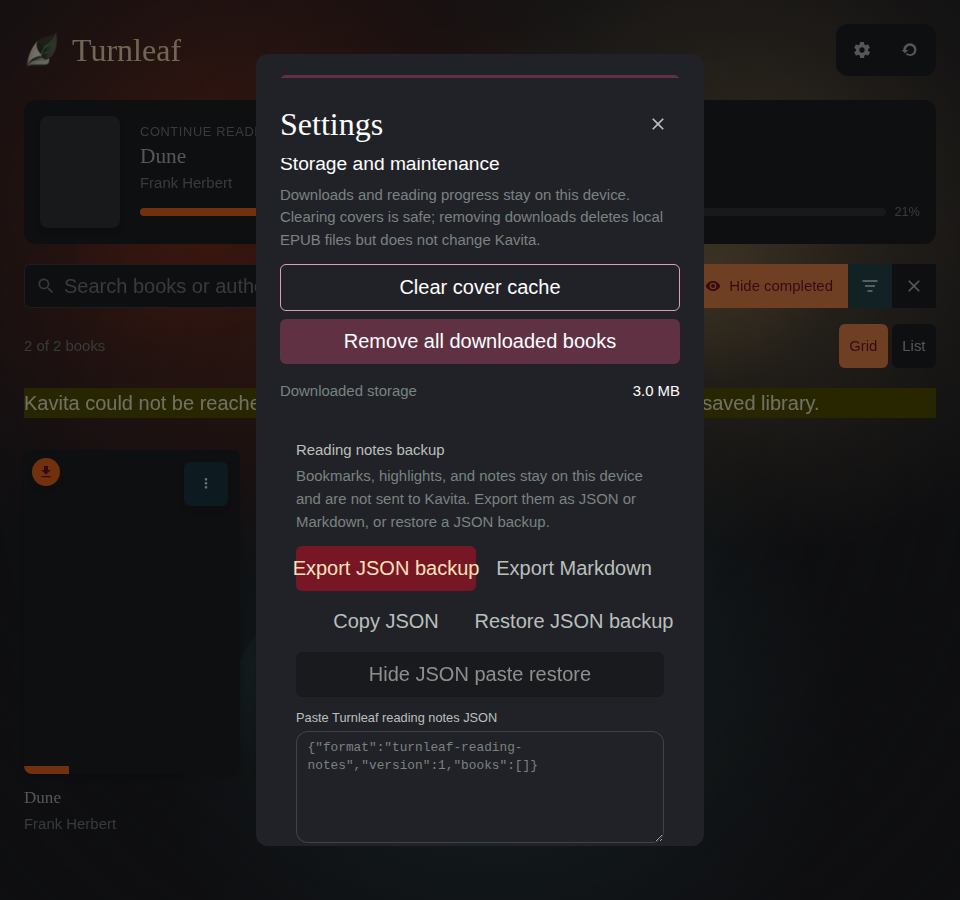 Turnleaf
CONTINUE READ
Dune
Frank Herbert
21%
Search books or autho
Hide completed
2 of 2 books
Grid
List
Kavita could not be reache
saved library.
Dune
Frank Herbert
Settings
Storage and maintenance
Downloads and reading progress stay on this device.
Clearing covers is safe; removing downloads deletes local
EPUB files but does not change Kavita.
Clear cover cache
Remove all downloaded books
Downloaded storage 3.0 MB
Reading notes backup
Bookmarks, highlights, and notes stay on this device
and are not sent to Kavita. Export them as JSON or
Markdown, or restore a JSON backup.
Export JSON backup
Export Markdown
Copy JSON
Restore JSON backup
Hide JSON paste restore
Paste Turnleaf reading notes JSON
{"format":"turnleaf-reading-
notes","version":1,"books":[]}